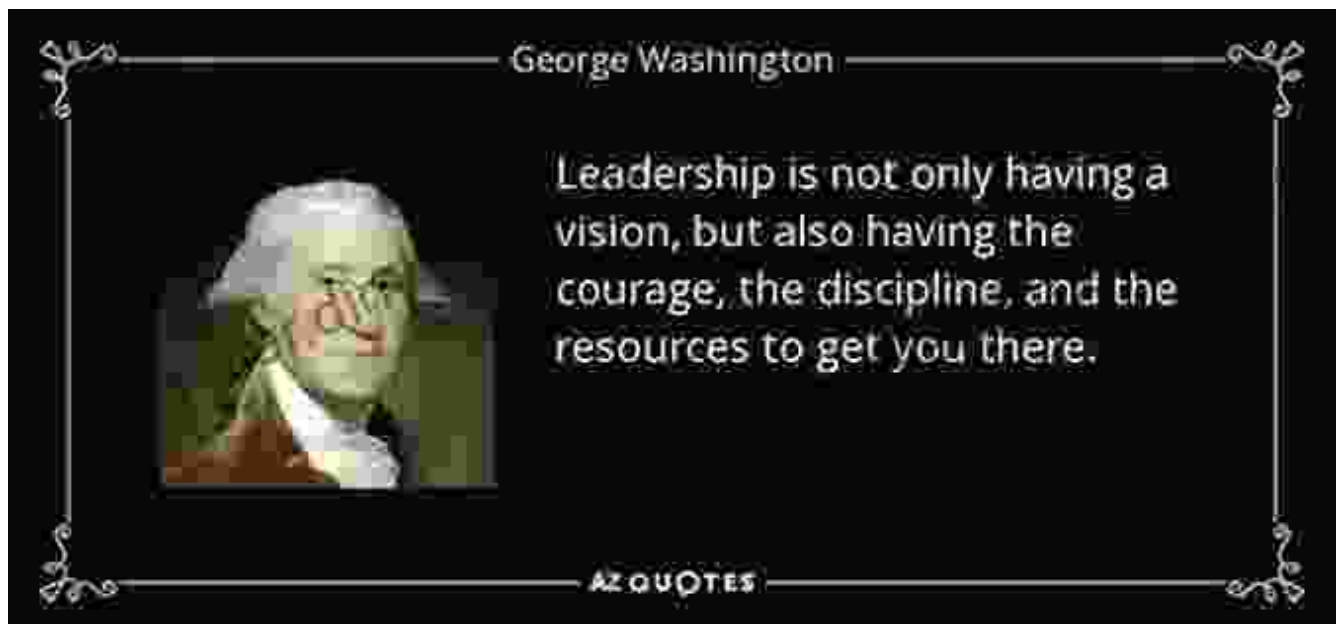 George Washington
Leadership is not only having a
vision, but also having the
courage, the discipline, and the
resources to get you there.
AZ QUOTES